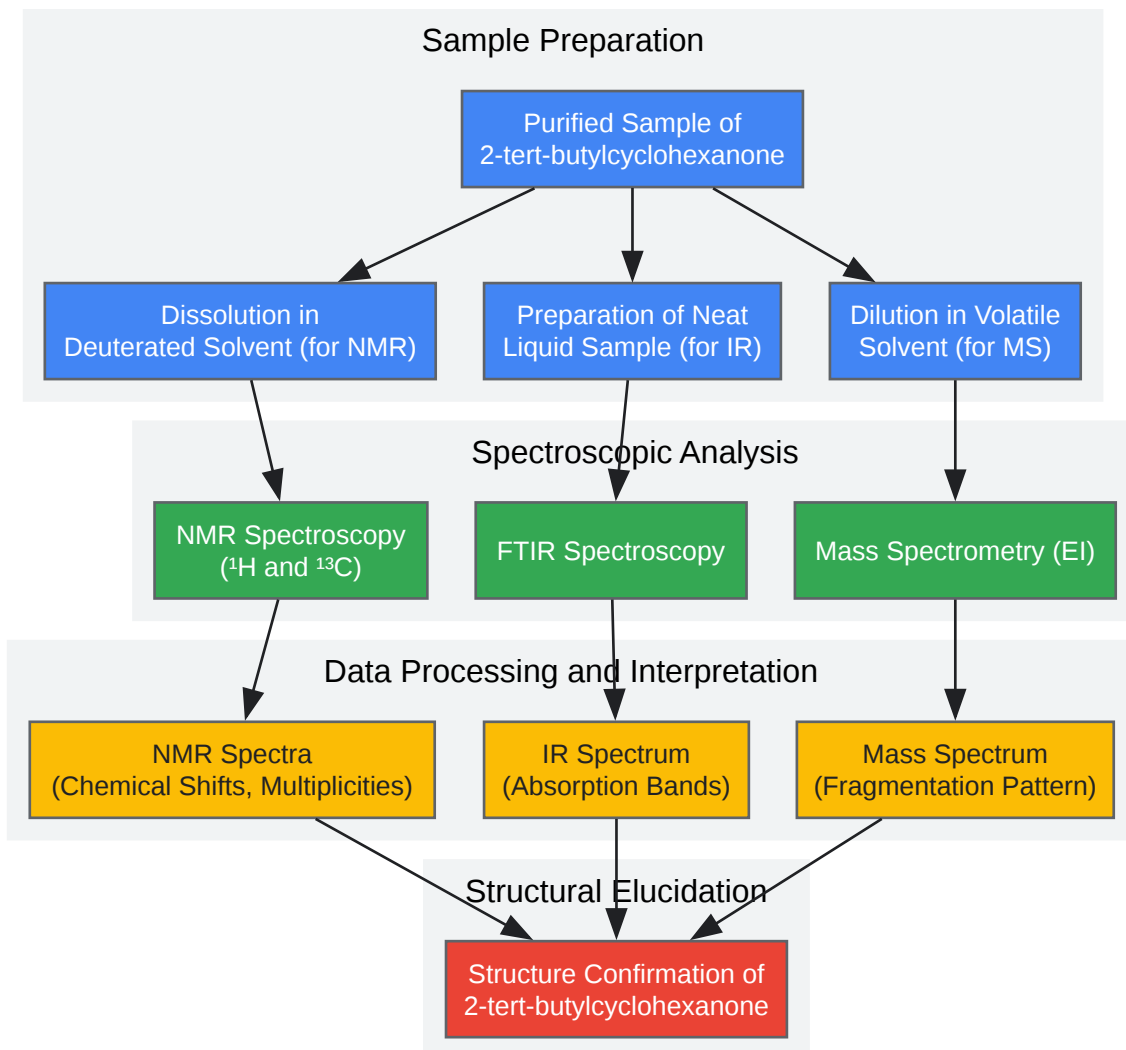 Sample Preparation
Purified Sample of
2-tert-butylcyclohexanone
Dissolution in
Deuterated Solvent (for NMR)
Preparation of Neat
Liquid Sample (for IR)
Dilution in Volatile
Solvent (for MS)
Spectroscopic Analysis
NMR Spectroscopy
(¹H and ¹³C)
FTIR Spectroscopy
Mass Spectrometry (EI)
Data Processing and Interpretation
NMR Spectra
(Chemical Shifts, Multiplicities)
IR Spectrum
(Absorption Bands)
Mass Spectrum
(Fragmentation Pattern)
Structural Elucidation
Structure Confirmation of
2-tert-butylcyclohexanone